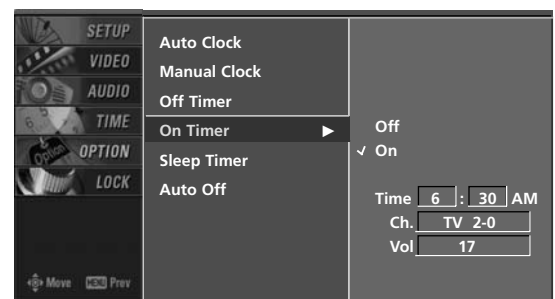 SETUP
VIDEO
AUDIO
TIME
OPTION
LOCK
Move MENU Prev
Auto Clock
Manual Clock
Off Timer
On Timer ►
Sleep Timer
Auto Off
Off
✓ On
Time 6 : 30 AM
Ch. TV 2-0
Vol 17